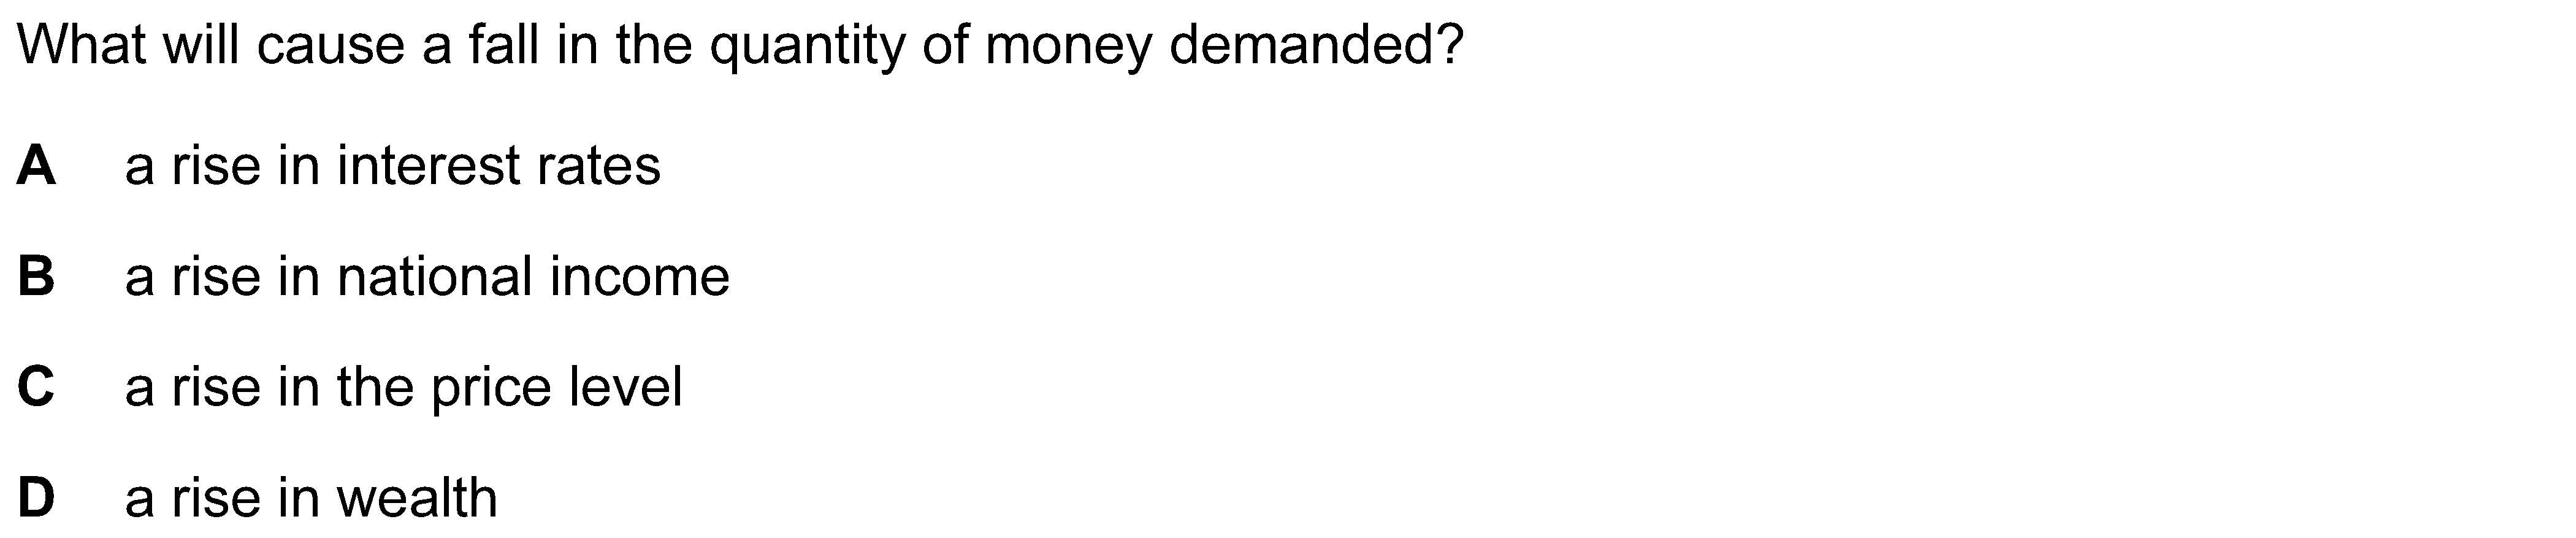 What will cause a fall in the quantity of money demanded?
A a rise in interest rates
B a rise in national income
C a rise in the price level
D a rise in wealth